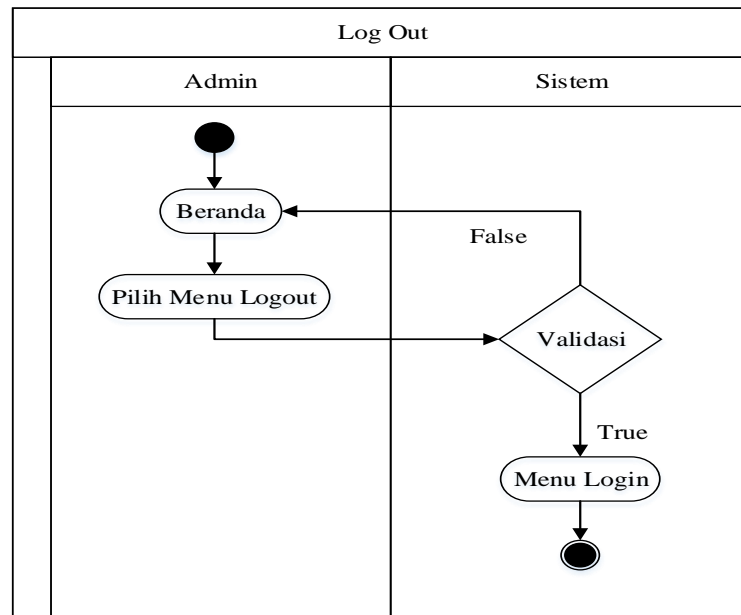 Log Out
Admin
Sistem
Beranda
False
Pilih Menu Logout
Validasi
True
Menu Login